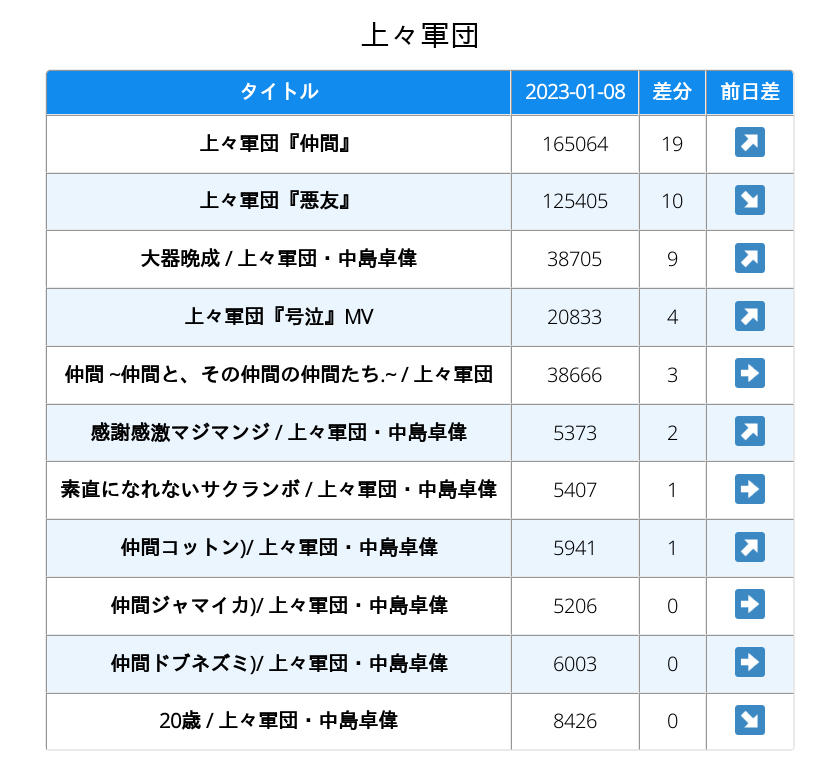 上々軍団
タイトル 2023-01-08 差分 前日差
上々軍団『仲間』 165064 19 ↗
上々軍団『悪友』 125405 10 ↘
大器晩成 / 上々軍団・中島卓偉 38705 9 ↗
上々軍団『号泣』MV 20833 4 ↗
仲間 ~仲間と、その仲間の仲間たち.~ / 上々軍団 38666 3 ➡
感謝感激マジマンジ / 上々軍団・中島卓偉 5373 2 ↗
素直になれないサクランボ / 上々軍団・中島卓偉 5407 1 ➡
仲間コットン)/ 上々軍団・中島卓偉 5941 1 ↗
仲間ジャマイカ)/ 上々軍団・中島卓偉 5206 0 ➡
仲間ドブネズミ)/ 上々軍団・中島卓偉 6003 0 ➡
20歳 / 上々軍団・中島卓偉 8426 0 ↘